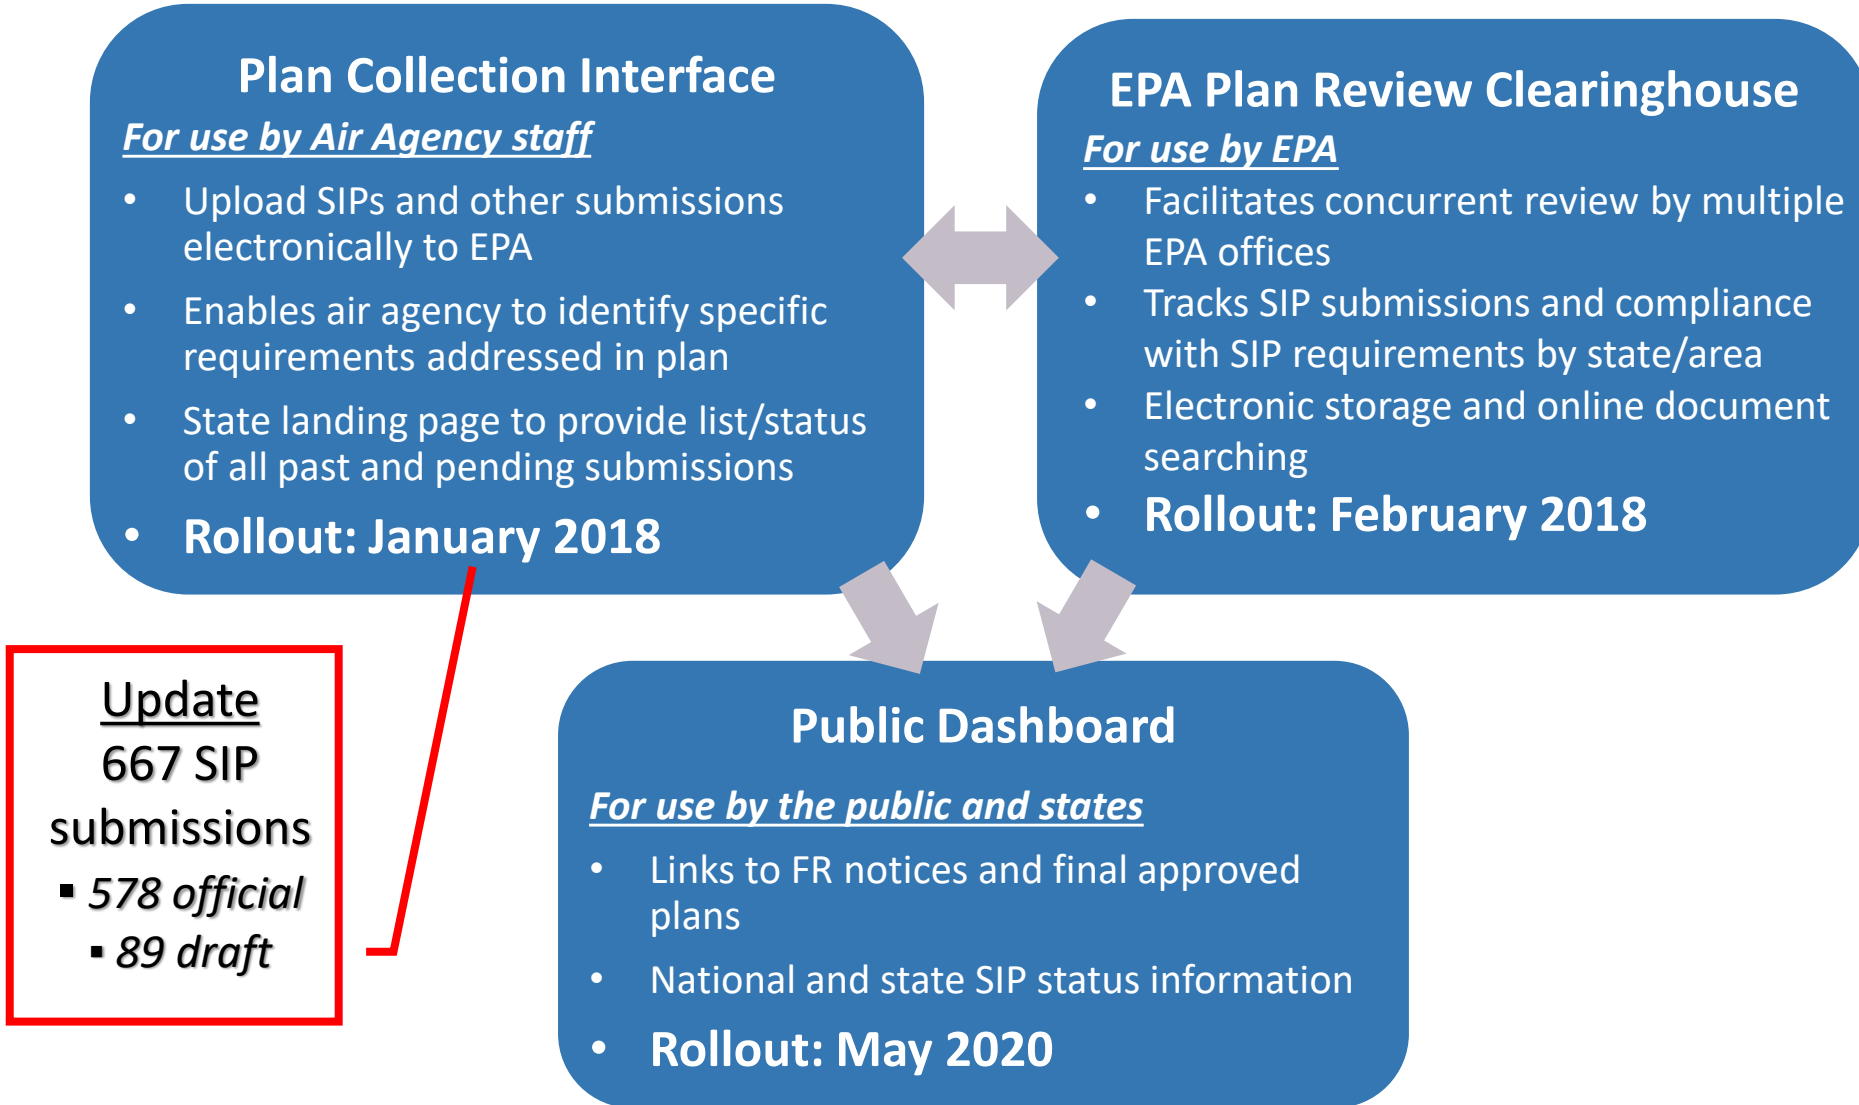 Plan Collection Interface
For use by Air Agency staff
• Upload SIPs and other submissions
electronically to EPA
• Enables air agency to identify specific
requirements addressed in plan
• State landing page to provide list/status
of all past and pending submissions
• Rollout: January 2018
EPA Plan Review Clearinghouse
For use by EPA
• Facilitates concurrent review by multiple
EPA offices
• Tracks SIP submissions and compliance
with SIP requirements by state/area
• Electronic storage and online document
searching
• Rollout: February 2018
Update
667 SIP
submissions
▪ 578 official
▪ 89 draft
Public Dashboard
For use by the public and states
• Links to FR notices and final approved
plans
• National and state SIP status information
• Rollout: May 2020